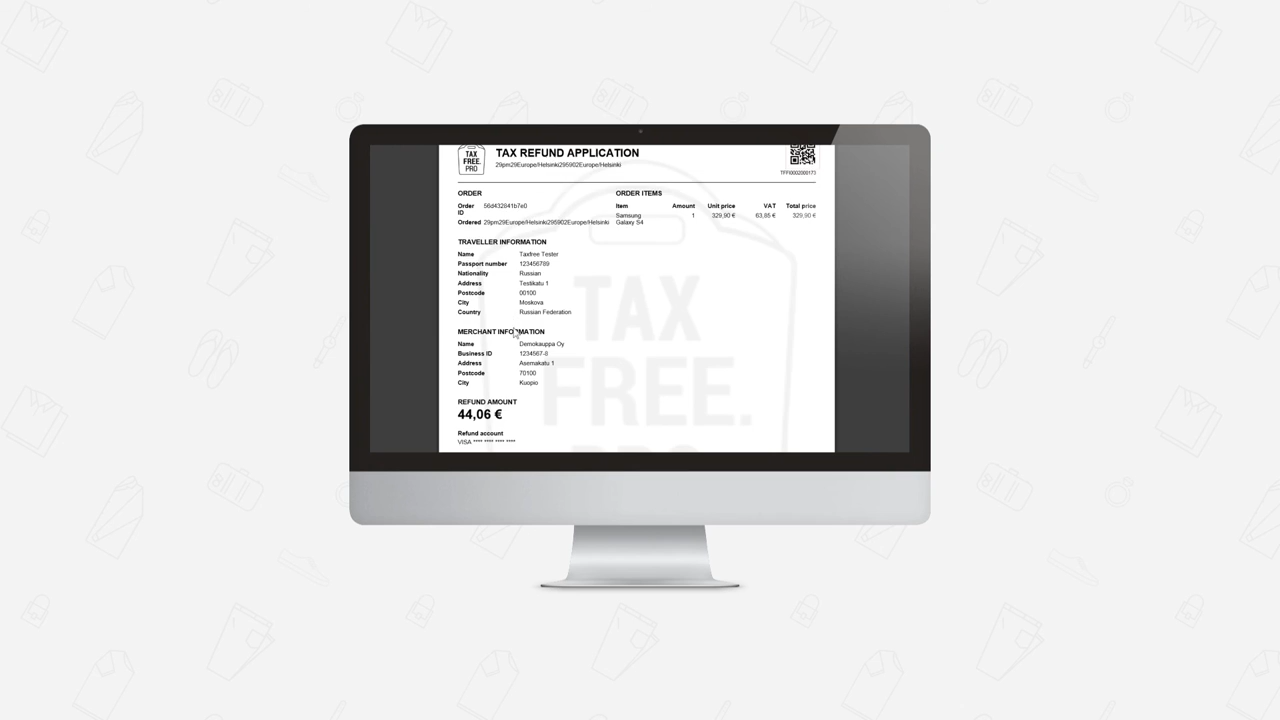 TAX
FREE.
PRO
TAX REFUND APPLICATION
29pm29Europe/Helsinki295902Europe/Helsinki
TFFI0002000173
ORDER
Order ID 56d432841b7e0
Ordered 29pm29Europe/Helsinki295902Europe/Helsinki
ORDER ITEMS
Item Amount Unit price VAT Total price
Samsung Galaxy S4 1 329,90 € 63,85 € 329,90 €
TRAVELLER INFORMATION
Name Taxfree Tester
Passport number 123456789
Nationality Russian
Address Testikatu 1
Postcode 00100
City Moskova
Country Russian Federation
MERCHANT INFORMATION
Name Demokauppa Oy
Business ID 1234567-8
Address Asemakatu 1
Postcode 70100
City Kuopio
REFUND AMOUNT
44,06 €
Refund account
VISA **** **** **** ****
TAX
FREE.
PRO